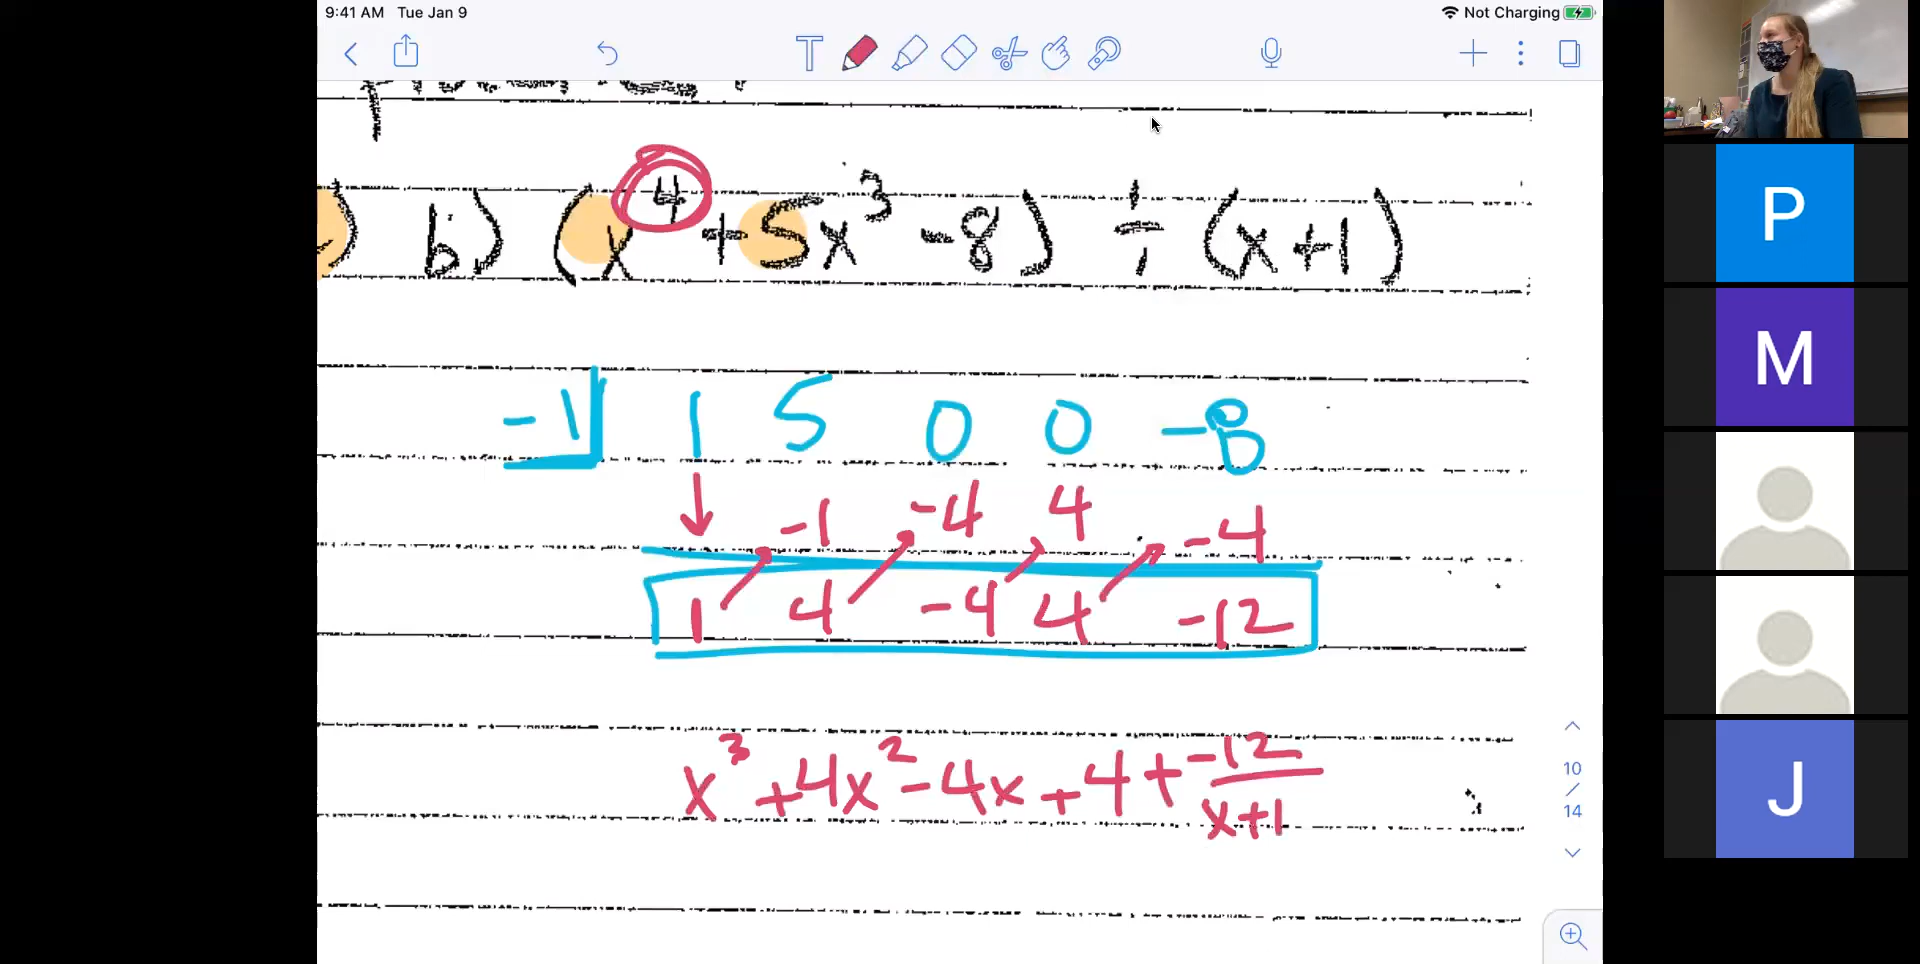 9:41 AM Tue Jan 9
Not Charging
b) (x⁴ + 5x³ - 8) ÷ (x+1)
-1 1 5 0 0 -8
-1 -4 4 -4
1 4 -4 4 -12
x³ + 4x² - 4x + 4 + -12/x+1
10
/
14
P
M
J